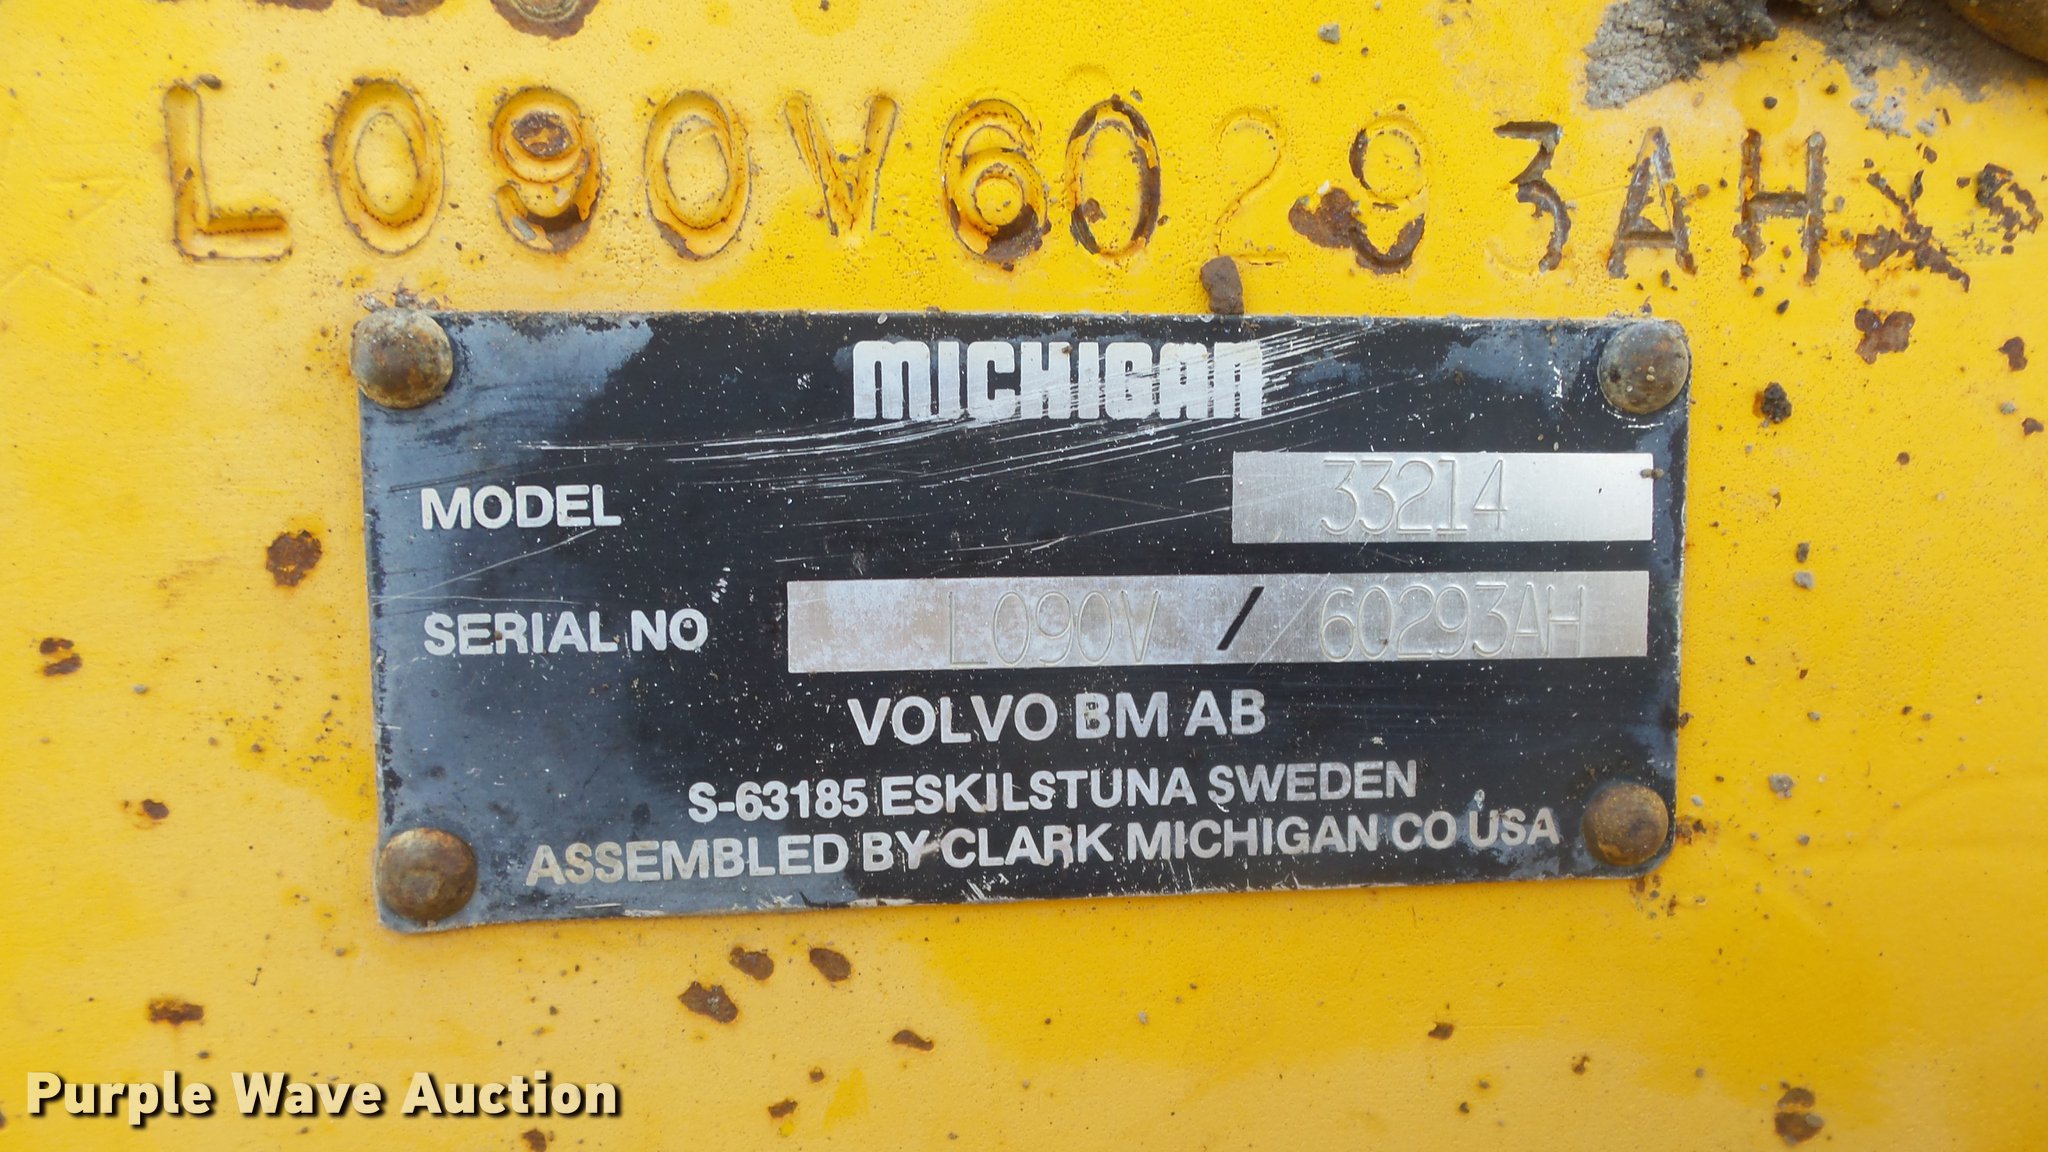 L090V60293AH
MICHIGAN
MODEL 33214
SERIAL NO L090V / 60293AH
VOLVO BM AB
S-63185 ESKILSTUNA SWEDEN
ASSEMBLED BY CLARK MICHIGAN CO USA
Purple Wave Auction